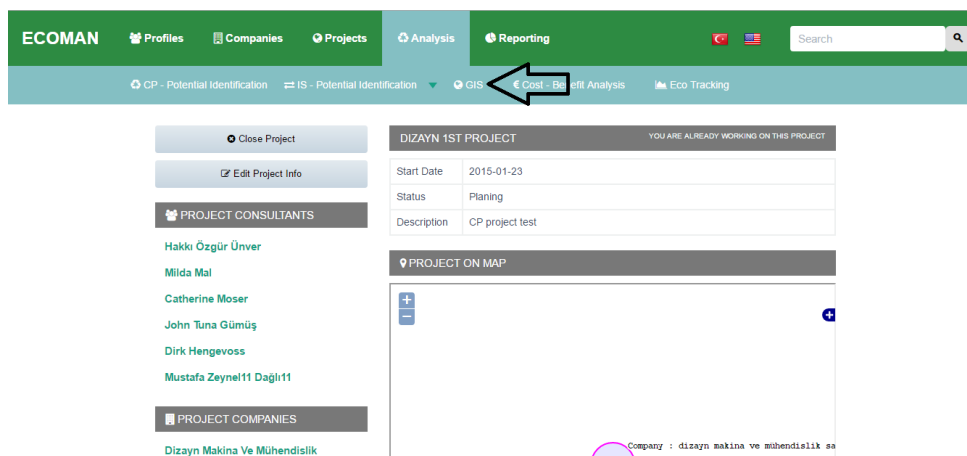 ECOMAN Profiles Companies Projects Analysis Reporting Search
CP - Potential Identification IS - Potential Identification GIS € Cost - Benefit Analysis Eco Tracking
Close Project
Edit Project Info
PROJECT CONSULTANTS
Hakkı Özgür Ünver
Milda Mal
Catherine Moser
John Tuna Gümüş
Dirk Hengevoss
Mustafa Zeynel11 Dağlı11
PROJECT COMPANIES
Dizayn Makina Ve Mühendislik
DIZAYN 1ST PROJECT YOU ARE ALREADY WORKING ON THIS PROJECT
Start Date 2015-01-23
Status Planing
Description CP project test
PROJECT ON MAP
Company : dizayn makina ve mühendislik sa